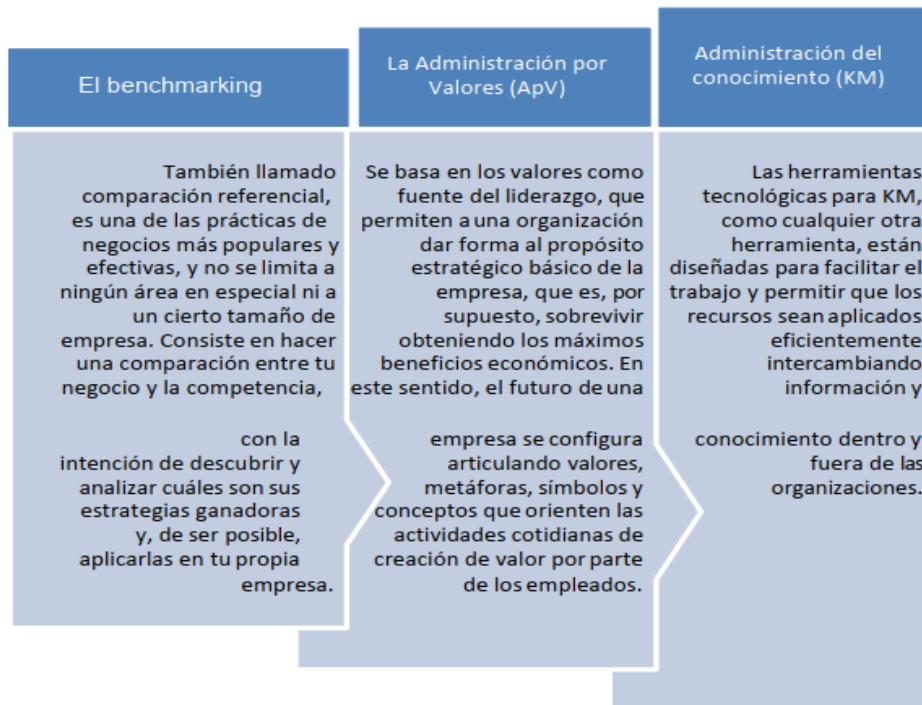 El benchmarking
También llamado
comparación referencial,
es una de las prácticas de
negocios más populares y
efectivas, y no se limita a
ningún área en especial ni a
un cierto tamaño de
empresa. Consiste en hacer
una comparación entre tu
negocio y la competencia,
con la
intención de descubrir y
analizar cuáles son sus
estrategias ganadoras
y, de ser posible,
aplicarlas en tu propia
empresa.
La Administración por
Valores (ApV)
Se basa en los valores como
fuente del liderazgo, que
permiten a una organización
dar forma al propósito
estratégico básico de la
empresa, que es, por
supuesto, sobrevivir
obteniendo los máximos
beneficios económicos. En
este sentido, el futuro de una
empresa se configura
articulando valores,
metáforas, símbolos y
conceptos que orienten las
actividades cotidianas de
creación de valor por parte
de los empleados.
Administración del
conocimiento (KM)
Las herramientas
tecnológicas para KM,
como cualquier otra
herramienta, están
diseñadas para facilitar el
trabajo y permitir que los
recursos sean aplicados
eficientemente
intercambiando
información y
conocimiento dentro y
fuera de las
organizaciones.